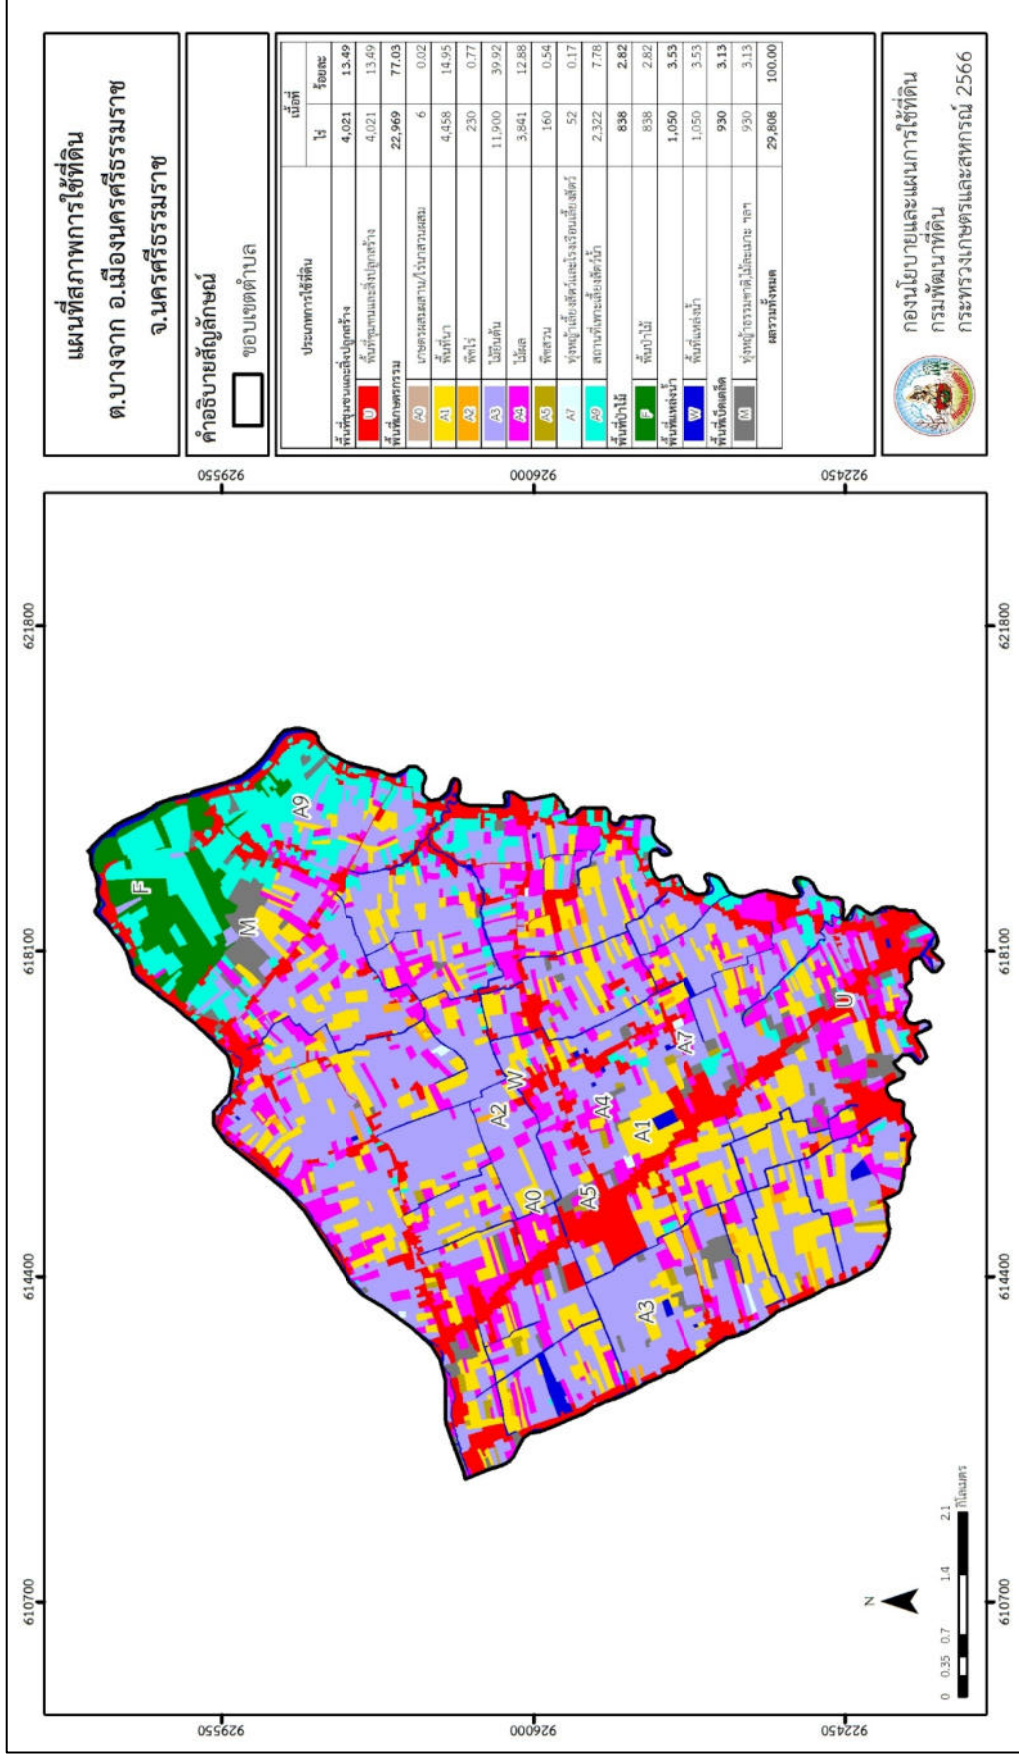 แผนที่สภาพการใช้ที่ดิน
ต.บางจาก อ.เมืองนครศรีธรรมราช
จ.นครศรีธรรมราช
คำอธิบายสัญลักษณ์
ขอบเขตตำบล
ประเภทการใช้ที่ดิน เนื้อที่
ไร่ ร้อยละ
พื้นที่ชุมชนและสิ่งปลูกสร้าง 4,021 13.49
U พื้นที่ชุมชนและสิ่งปลูกสร้าง 4,021 13.49
พื้นที่เกษตรกรรม 22,969 77.03
A0 เกษตรผสมผสาน/ไร่นาสวนผสม 6 0.02
A1 พื้นที่นา 4,458 14.95
A2 พืชไร่ 230 0.77
A3 ไม้ยืนต้น 11,900 39.92
A4 ไม้ผล 3,841 12.88
A5 พืชสวน 160 0.54
A7 ทุ่งหญ้าเลี้ยงสัตว์และโรงเรือนเลี้ยงสัตว์ 52 0.17
A9 สถานที่เพาะเลี้ยงสัตว์น้ำ 2,322 7.78
พื้นที่ป่าไม้ 838 2.82
F พื้นป่าไม้ 838 2.82
พื้นที่แหล่งน้ำ 1,050 3.53
W พื้นที่แหล่งน้ำ 1,050 3.53
พื้นที่เบ็ดเตล็ด 930 3.13
M ทุ่งหญ้าธรรมชาติ,ไม้ละเมาะ ฯลฯ 930 3.13
ผลรวมทั้งหมด 29,808 100.00
กองนโยบายและแผนการใช้ที่ดิน
กรมพัฒนาที่ดิน
กระทรวงเกษตรและสหกรณ์ 2566
610700 614400 618100 621800
929550 929550
926000 926000
922450 922450
610700 614400 618100 621800
F
M
A9
A2
W
A0
A4
A5
A1
A7
A3
U
N
0 0.35 0.7 1.4 2.1
กิโลเมตร